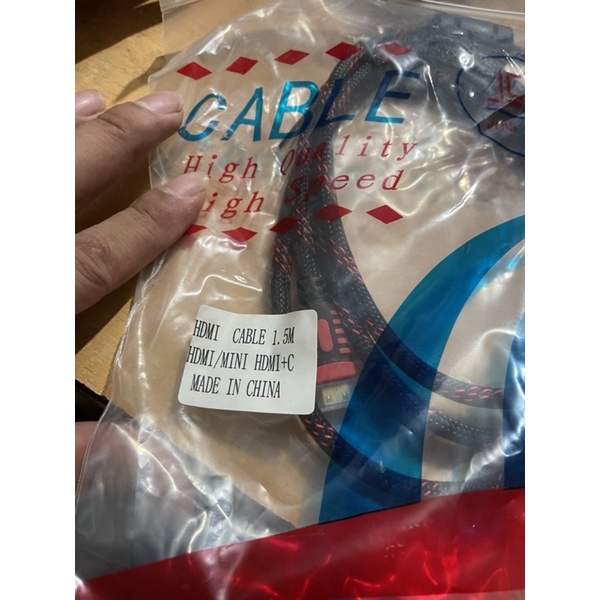 CABLE
High Quality
High Speed
HDMI CABLE 1.5M
HDMI/MINI HDMI+C
MADE IN CHINA